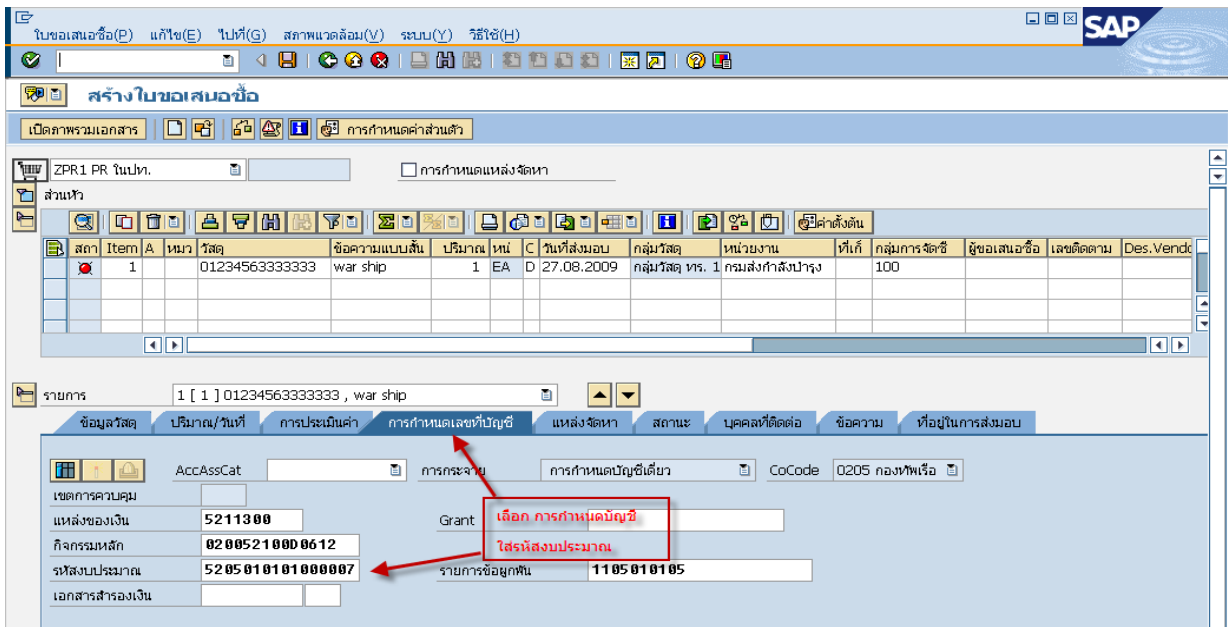 ใบขอเสนอซื้อ(P) แก้ไข(E) ไปที่(G) สภาพแวดล้อม(V) ระบบ(Y) วิธีใช้(H)
SAP
สร้างใบขอเสนอซื้อ
เปิดภาพรวมเอกสาร การกำหนดค่าส่วนตัว
ZPR1 PR ในปท. การกำหนดแหล่งจัดหา
ส่วนหัว
ค่าตั้งต้น
สถา Item A หมว วัสดุ ข้อความแบบสั้น ปริมาณ หน่ C วันที่ส่งมอบ กลุ่มวัสดุ หน่วยงาน ที่เก็ กลุ่มการจัดซื้ ผู้ขอเสนอซื้อ เลขติดตาม Des.Vendo
1 01234563333333 war ship 1 EA D 27.08.2009 กลุ่มวัสดุ ทร. 1 กรมส่งกำลังบำรุง 100
รายการ 1 [ 1 ] 01234563333333 , war ship
ข้อมูลวัสดุ ปริมาณ/วันที่ การประเมินค่า การกำหนดเลขที่บัญชี แหล่งจัดหา สถานะ บุคคลที่ติดต่อ ข้อความ ที่อยู่ในการส่งมอบ
AccAssCat การกระจาย การกำหนดบัญชีเดี่ยว CoCode 0205 กองทัพเรือ
เขตการควบคุม
แหล่งของเงิน 5211300 Grant
เลือก การกำหนดบัญชี
กิจกรรมหลัก 020052100D0612
ใส่รหัสงบประมาณ
รหัสงบประมาณ 5205010101000007 รายการข้อผูกพัน 1105010105
เอกสารสำรองเงิน